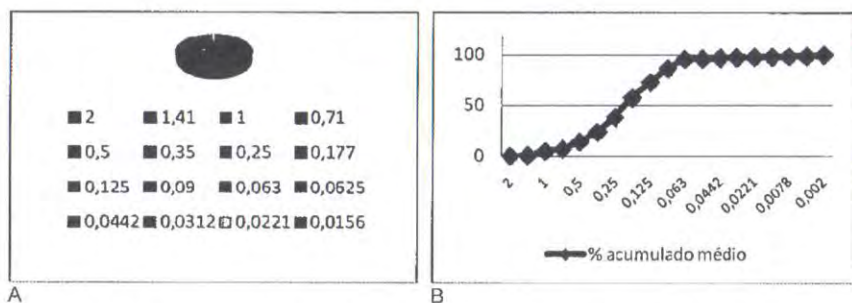 2 1,41 1 0,71
0,5 0,35 0,25 0,177
0,125 0,09 0,063 0,0625
0,0442 0,0312 0,0221 0,0156
A
100
50
0
2 1 0,5 0,25 0,125 0,063 0,0442 0,0221 0,0078 0,002
% acumulado médio
B